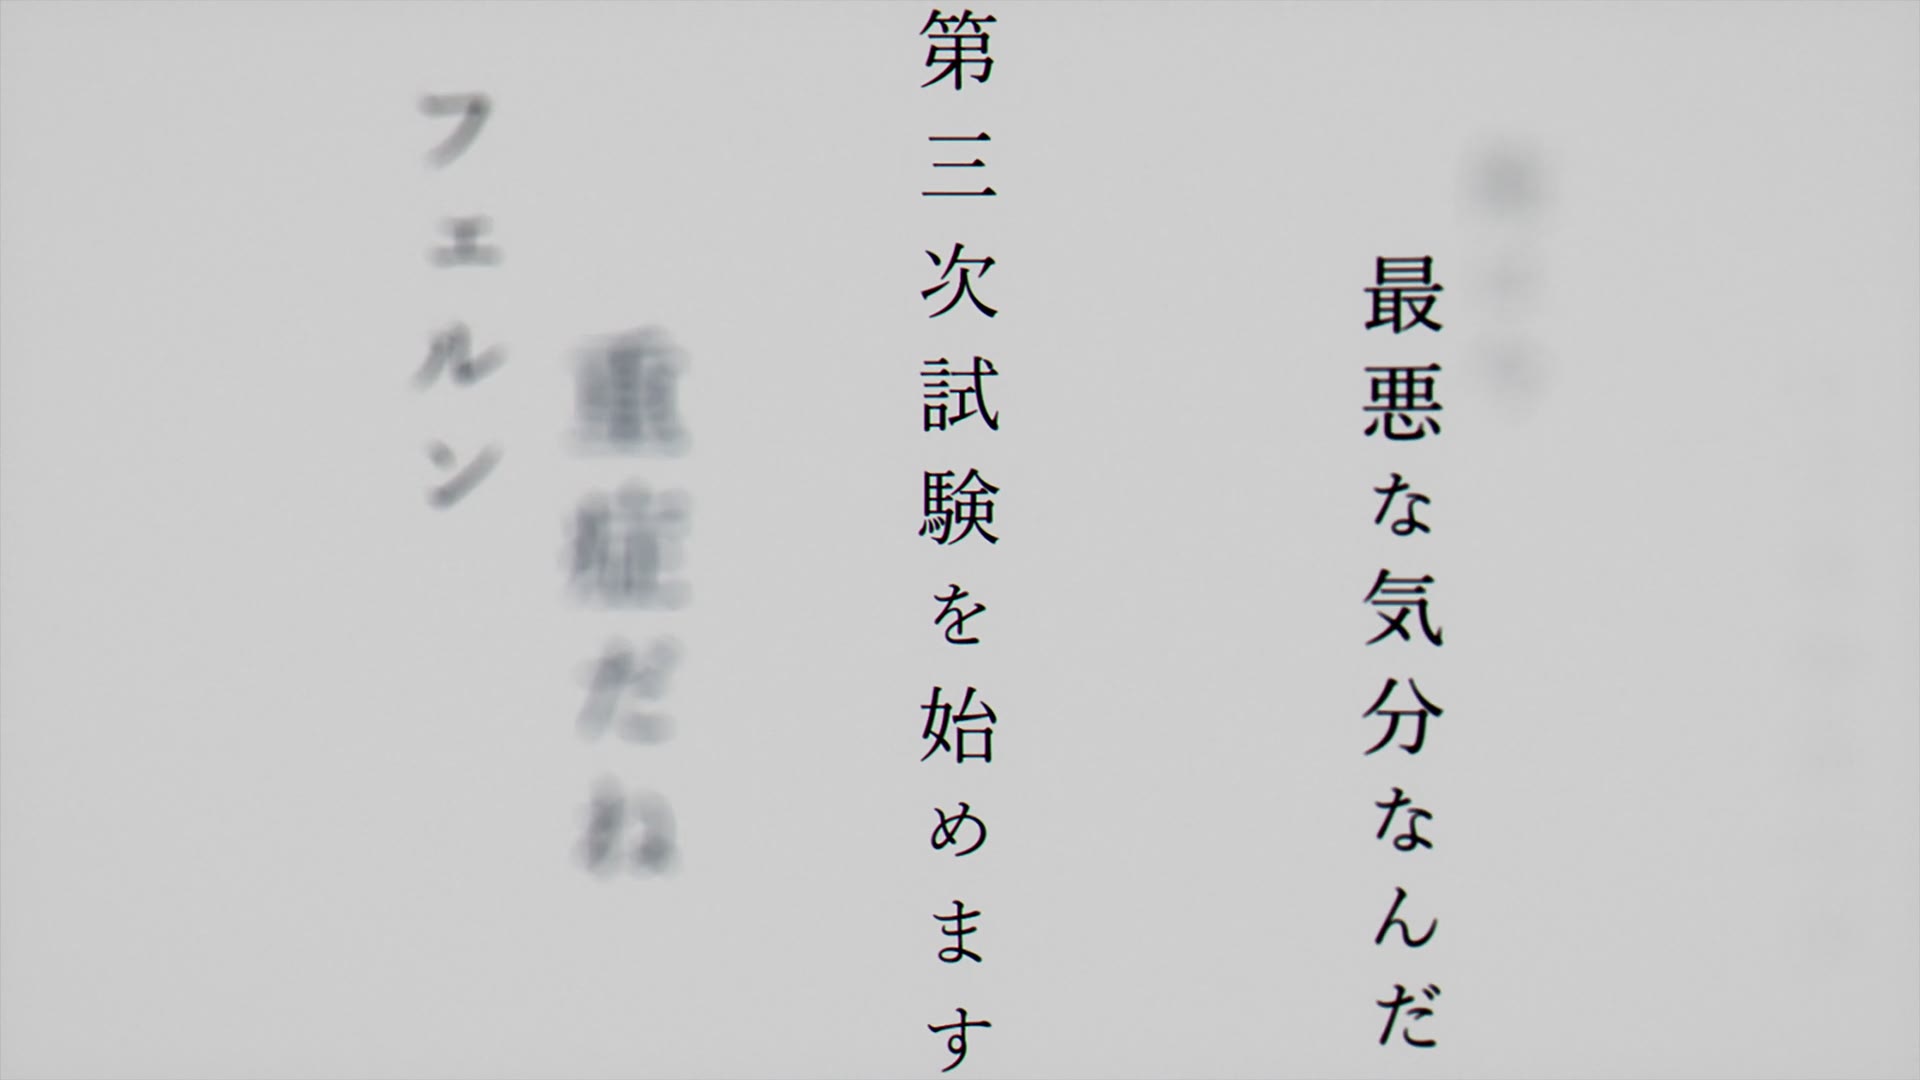 最悪な気分なんだ
第三次試験を始めます
重症だね
フェルン